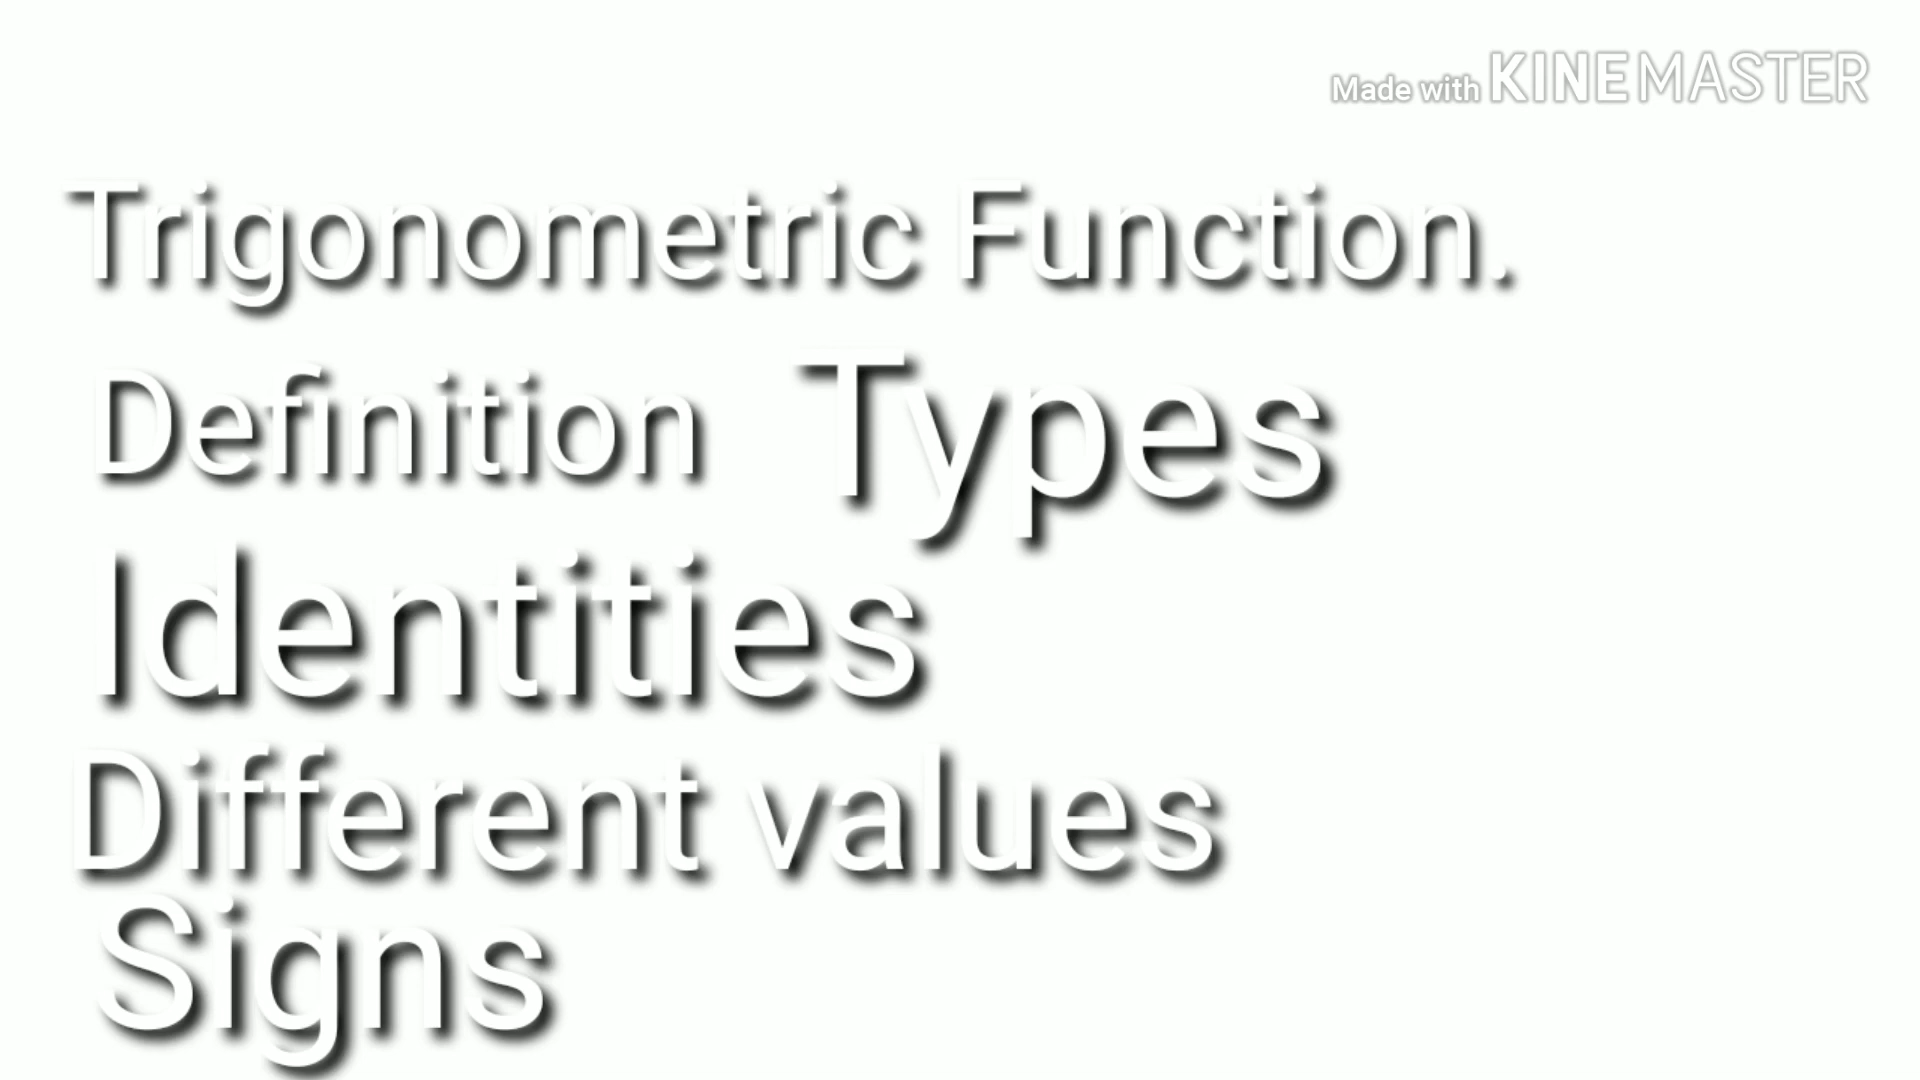 Made with KINEMASTER
Trigonometric Function.
Definition Types
Identities
Different values
Signs